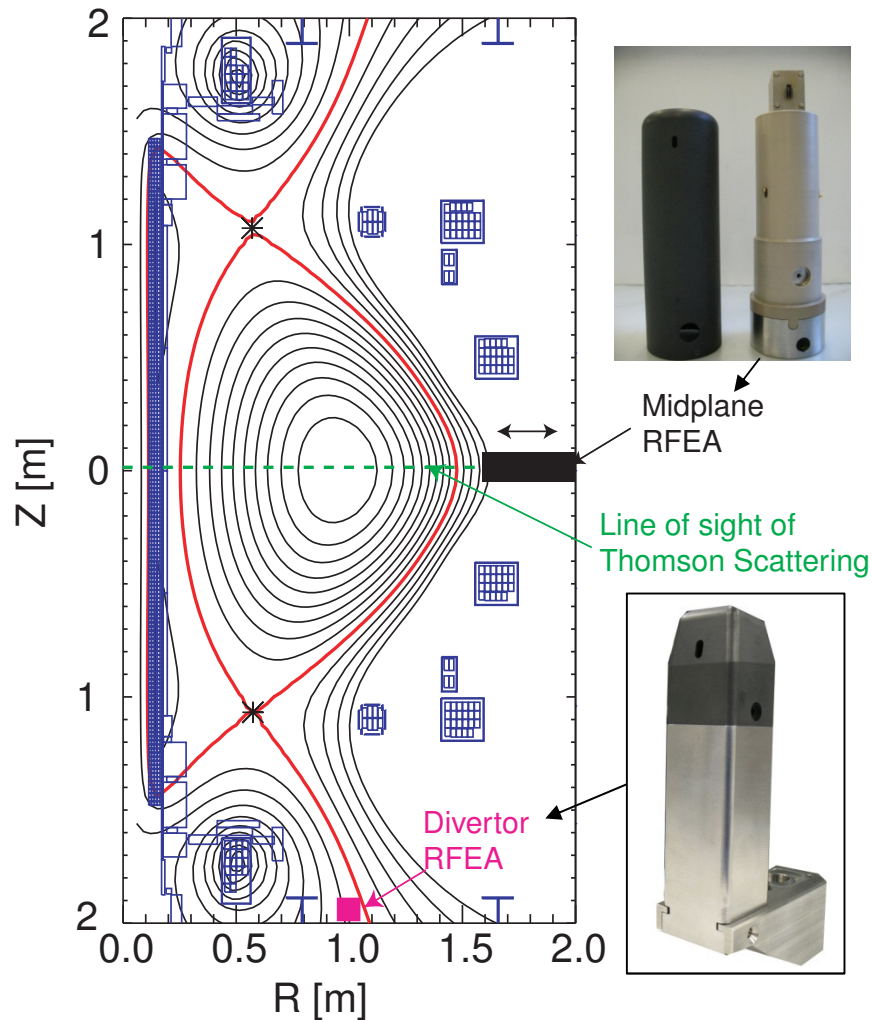 2
1
0
1
2
Z [m]
0.0 0.5 1.0 1.5 2.0
R [m]
Midplane
RFEA
Line of sight of
Thomson Scattering
Divertor
RFEA